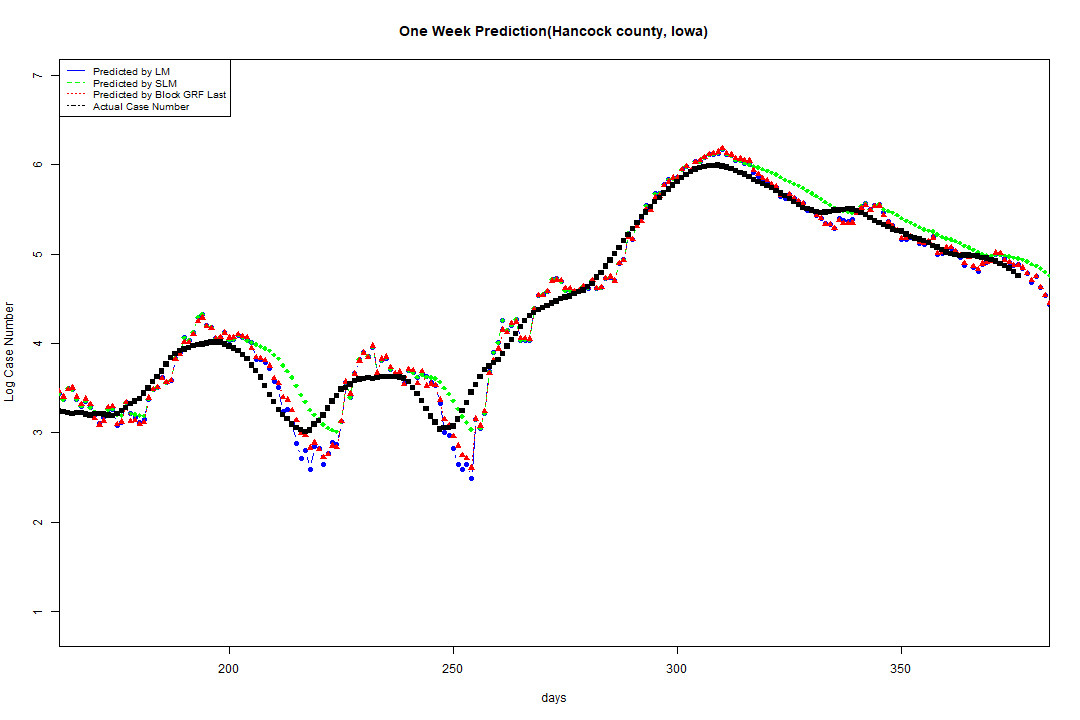 One Week Prediction(Hancock county, Iowa)
Predicted by LM
Predicted by SLM
Predicted by Block GRF Last
Actual Case Number
7
6
5
4
3
2
1
Log Case Number
200 250 300 350
days